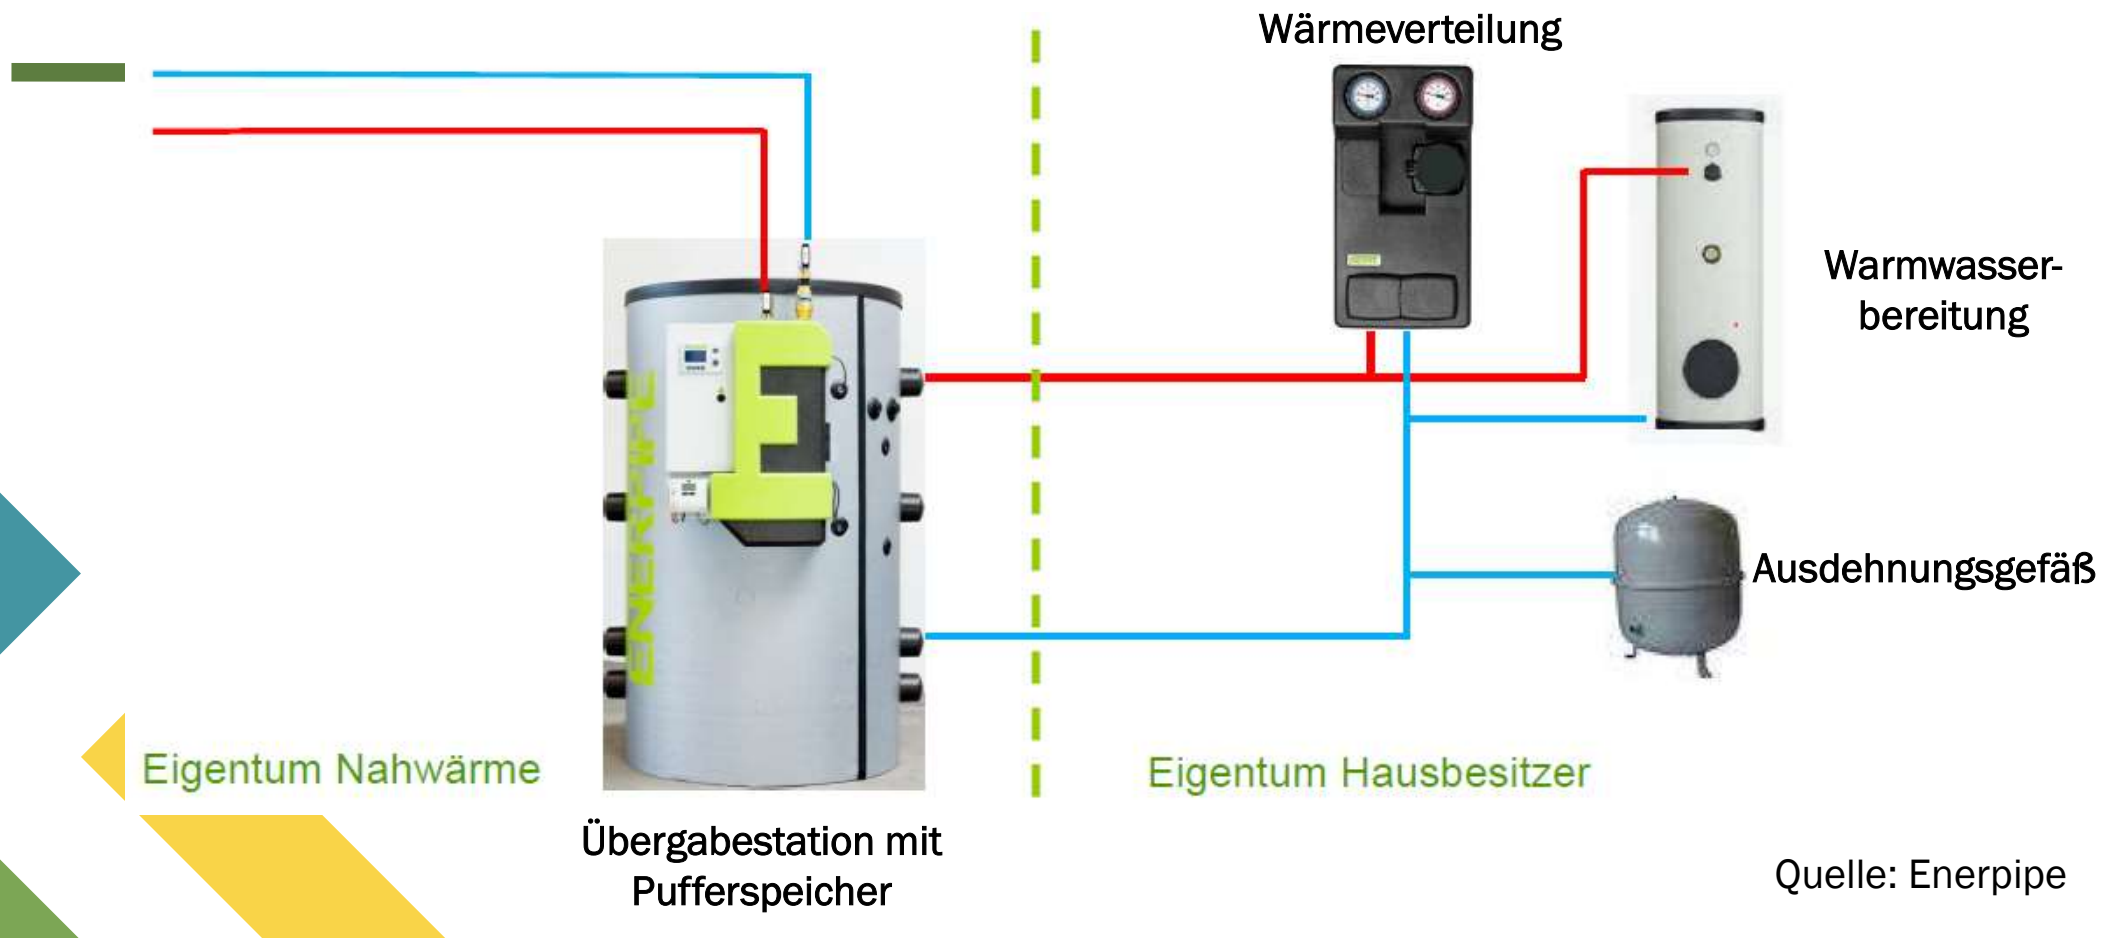 Wärmeverteilung
Warmwasser-
bereitung
ENERPIPE
Ausdehnungsgefäß
Eigentum Nahwärme
Eigentum Hausbesitzer
Übergabestation mit
Pufferspeicher
Quelle: Enerpipe